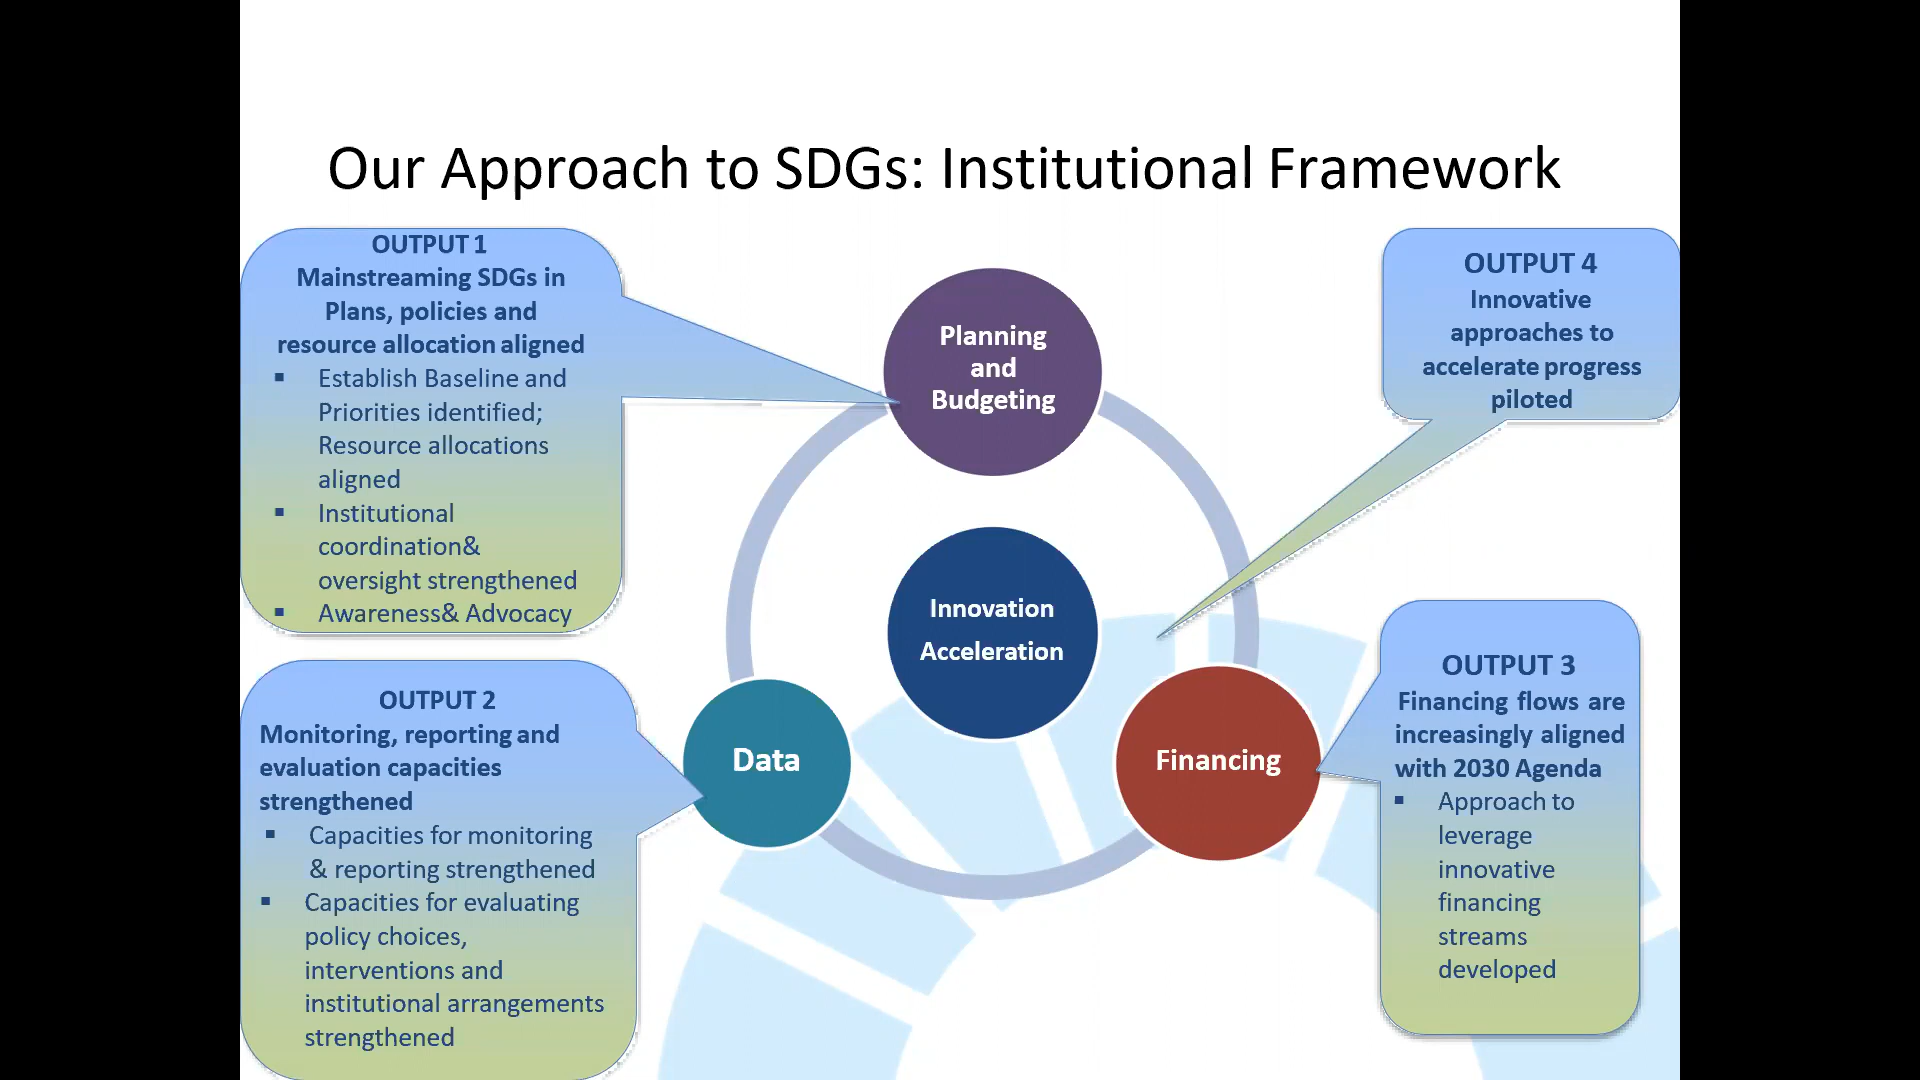 Our Approach to SDGs: Institutional Framework
OUTPUT 1
Mainstreaming SDGs in
Plans, policies and
resource allocation aligned
▪ Establish Baseline and
Priorities identified;
Resource allocations
aligned
▪ Institutional
coordination&
oversight strengthened
▪ Awareness& Advocacy
OUTPUT 2
Monitoring, reporting and
evaluation capacities
strengthened
▪ Capacities for monitoring
& reporting strengthened
▪ Capacities for evaluating
policy choices,
interventions and
institutional arrangements
strengthened
Planning
and
Budgeting
Innovation
Acceleration
Data
Financing
OUTPUT 4
Innovative
approaches to
accelerate progress
piloted
OUTPUT 3
Financing flows are
increasingly aligned
with 2030 Agenda
▪ Approach to
leverage
innovative
financing
streams
developed